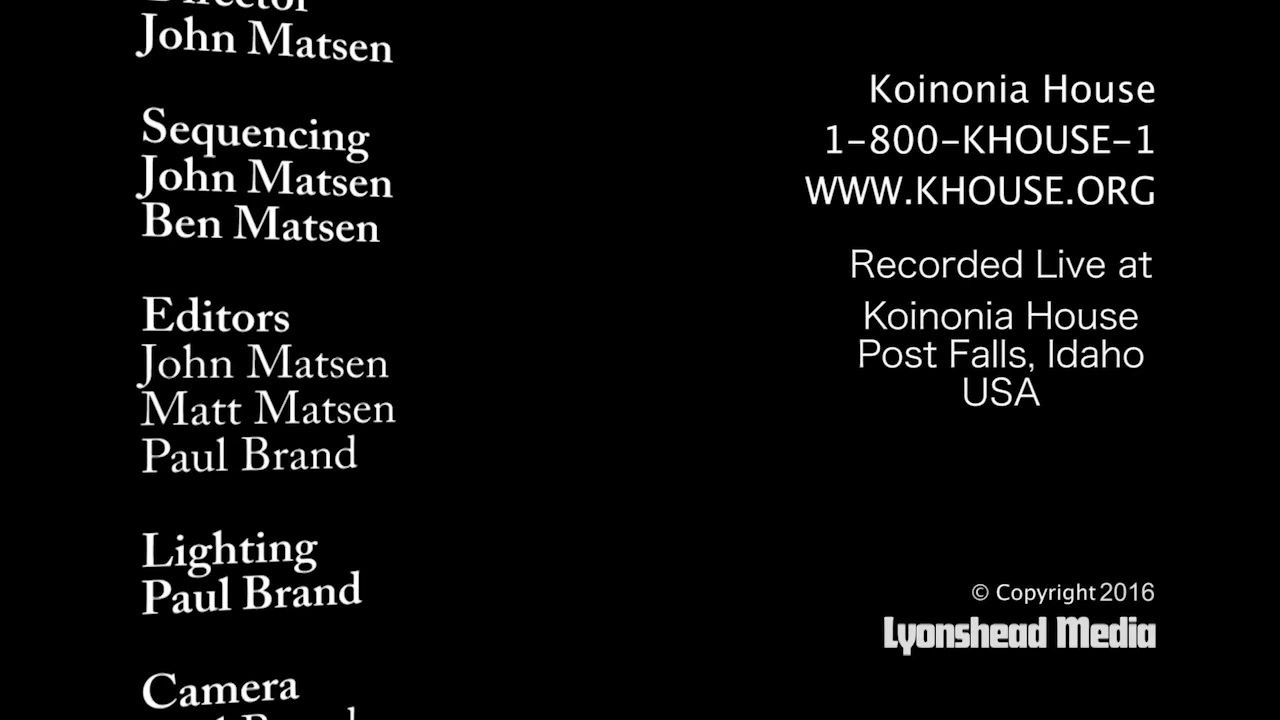 Director
John Matsen
Sequencing
John Matsen
Ben Matsen
Editors
John Matsen
Matt Matsen
Paul Brand
Lighting
Paul Brand
Camera
Koinonia House
1-800-KHOUSE-1
WWW.KHOUSE.ORG
Recorded Live at
Koinonia House
Post Falls, Idaho
USA
© Copyright 2016
Lyonshead Media